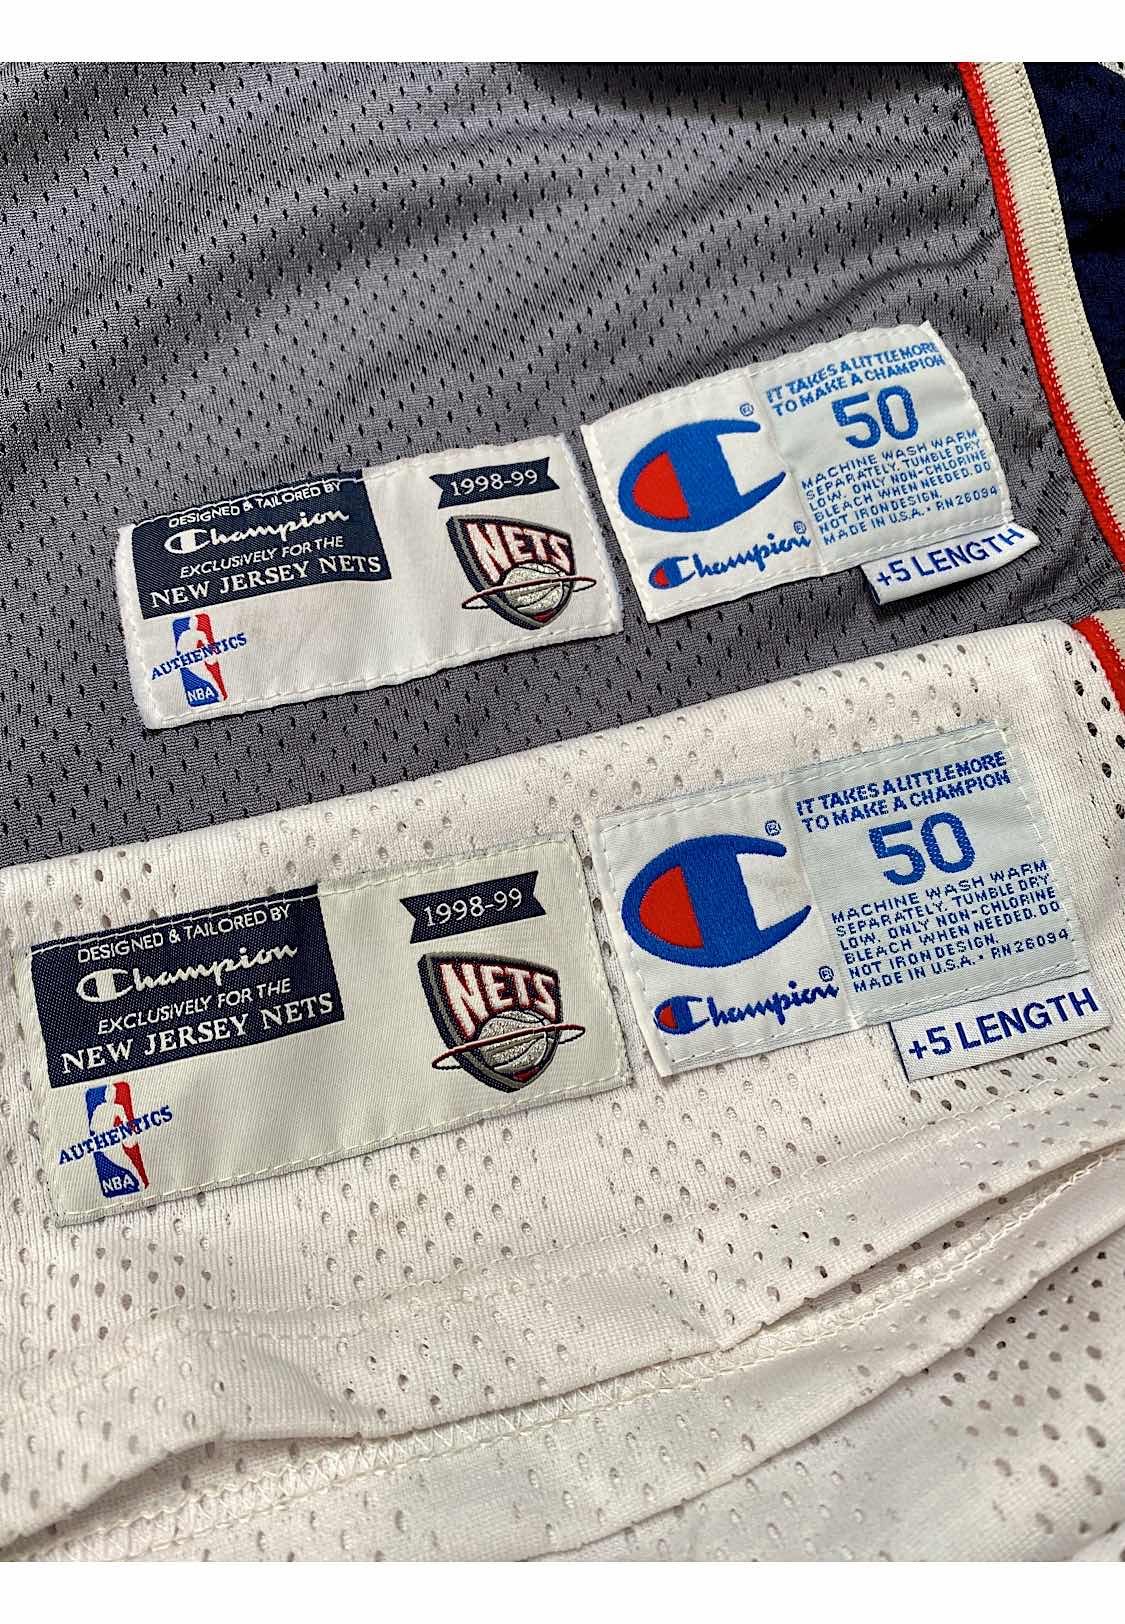 DESIGNED & TAILORED BY
Champion
EXCLUSIVELY FOR THE
NEW JERSEY NETS
AUTHENTICS
NBA
1998-99
NETS
®
Champion®
IT TAKES A LITTLE MORE
TO MAKE A CHAMPION
50
MACHINE WASH WARM
SEPARATELY. TUMBLE DRY
LOW. ONLY NON-CHLORINE
BLEACH WHEN NEEDED. DO
NOT IRON DESIGN.
MADE IN U.S.A. • RN 26094
+5 LENGTH
DESIGNED & TAILORED BY
Champion
EXCLUSIVELY FOR THE
NEW JERSEY NETS
AUTHENTICS
NBA
1998-99
NETS
®
Champion®
IT TAKES A LITTLE MORE
TO MAKE A CHAMPION
50
MACHINE WASH WARM
SEPARATELY. TUMBLE DRY
LOW. ONLY NON-CHLORINE
BLEACH WHEN NEEDED. DO
NOT IRON DESIGN.
MADE IN U.S.A. • RN 26094
+5 LENGTH